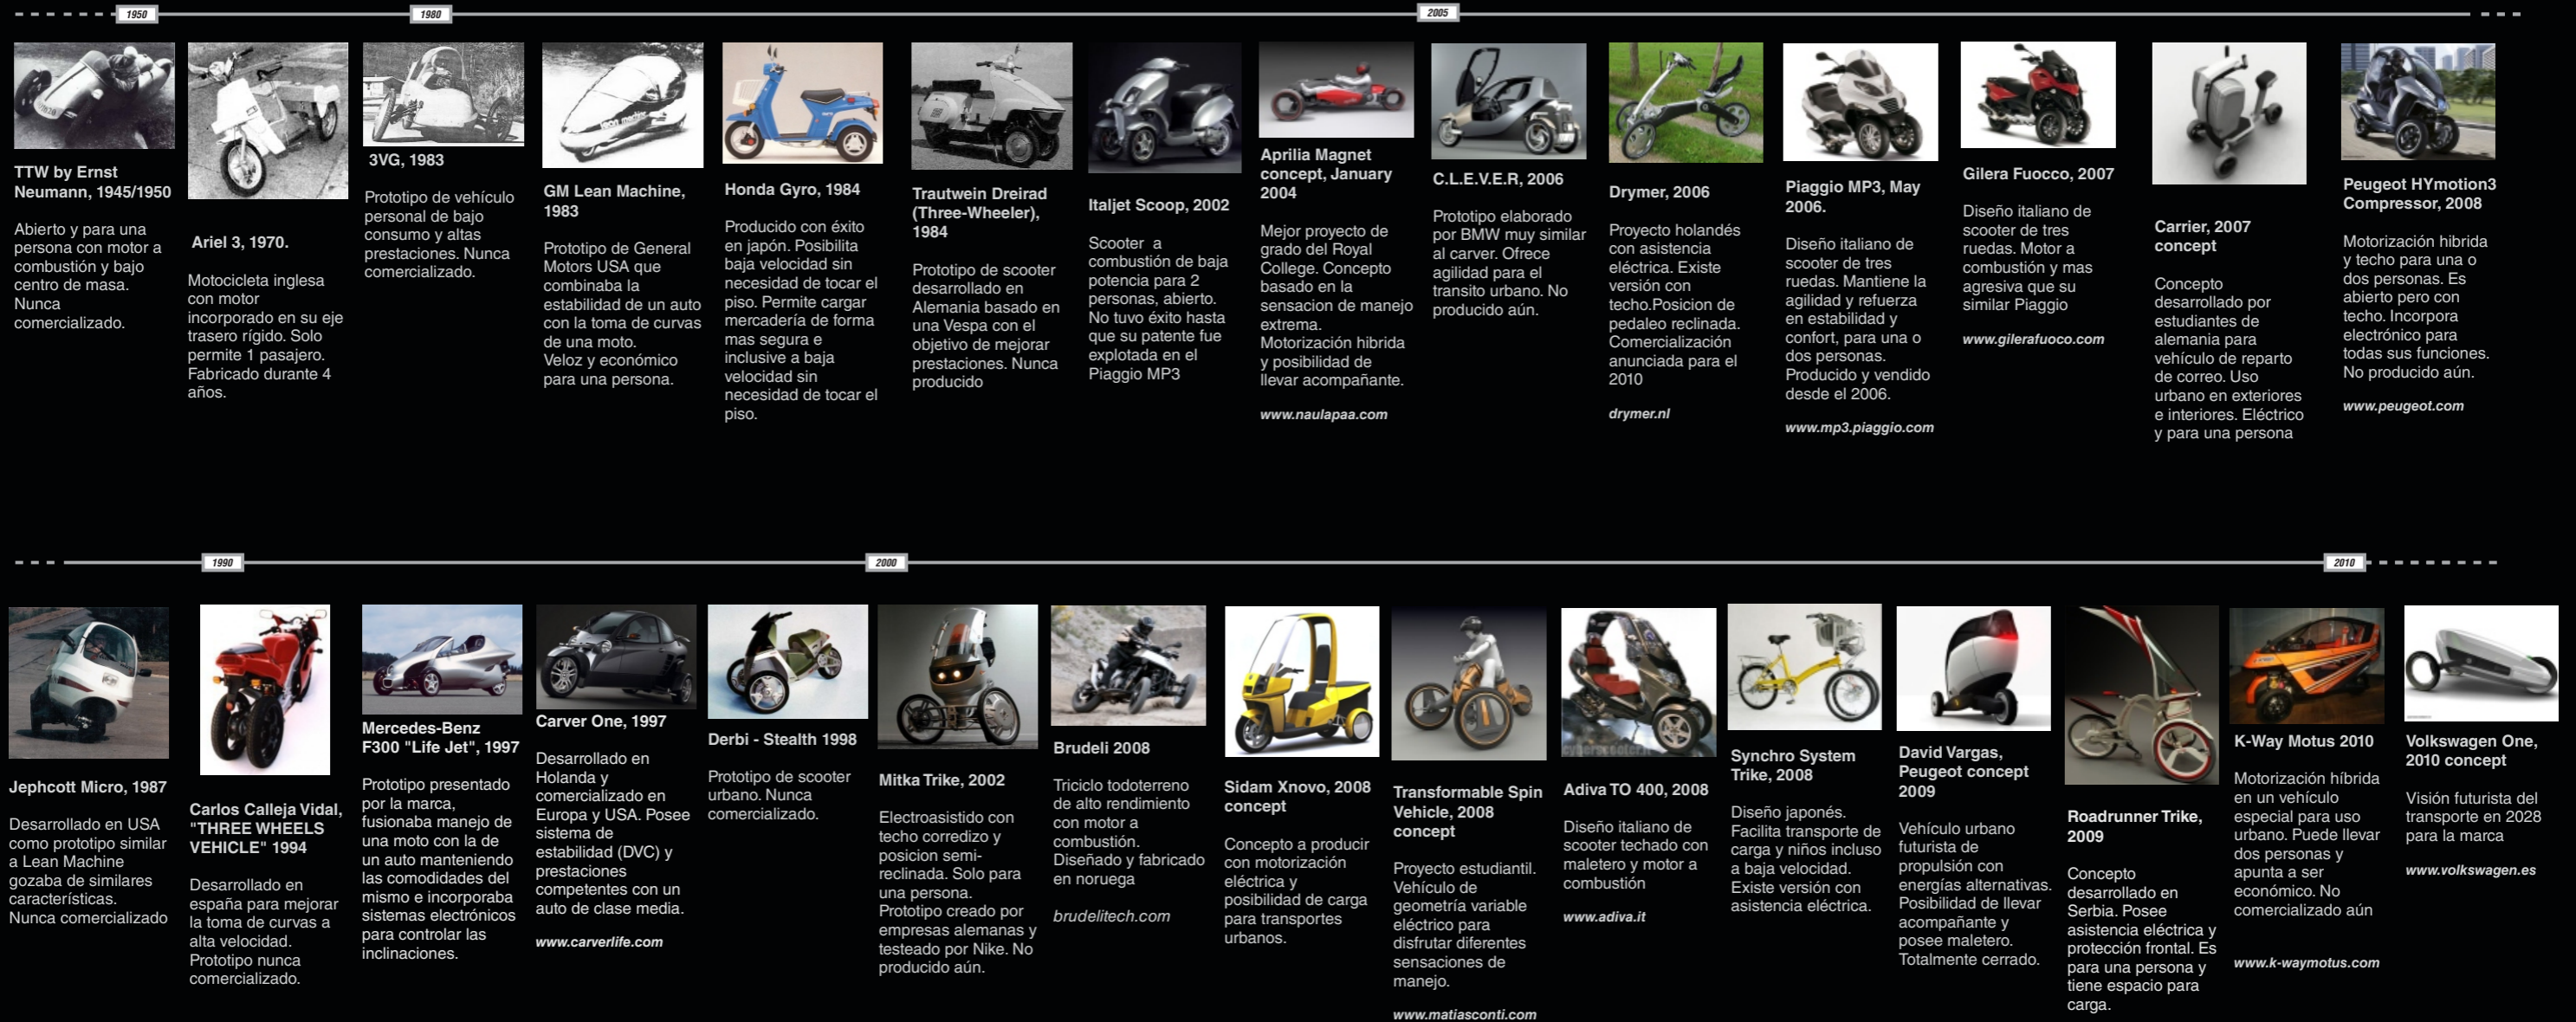 1950
1980
2005
TTW by Ernst
Neumann, 1945/1950
Abierto y para una
persona con motor a
combustión y bajo
centro de masa.
Nunca
comercializado.
Ariel 3, 1970.
Motocicleta inglesa
con motor
incorporado en su eje
trasero rígido. Solo
permite 1 pasajero.
Fabricado durante 4
años.
3VG, 1983
Prototipo de vehículo
personal de bajo
consumo y altas
prestaciones. Nunca
comercializado.
GM Lean Machine,
1983
Prototipo de General
Motors USA que
combinaba la
estabilidad de un auto
con la toma de curvas
de una moto.
Veloz y económico
para una persona.
Honda Gyro, 1984
Producido con éxito
en japón. Posibilita
baja velocidad sin
necesidad de tocar el
piso. Permite cargar
mercadería de forma
mas segura e
inclusive a baja
velocidad sin
necesidad de tocar el
piso.
Trautwein Dreirad
(Three-Wheeler),
1984
Prototipo de scooter
desarrollado en
Alemania basado en
una Vespa con el
objetivo de mejorar
prestaciones. Nunca
producido
Italjet Scoop, 2002
Scooter a
combustión de baja
potencia para 2
personas, abierto.
No tuvo éxito hasta
que su patente fue
explotada en el
Piaggio MP3
Aprilia Magnet
concept, January
2004
Mejor proyecto de
grado del Royal
College. Concepto
basado en la
sensacion de manejo
extrema.
Motorización hibrida
y posibilidad de
llevar acompañante.
www.naulapaa.com
C.L.E.V.E.R, 2006
Prototipo elaborado
por BMW muy similar
al carver. Ofrece
agilidad para el
transito urbano. No
producido aún.
Drymer, 2006
Proyecto holandés
con asistencia
eléctrica. Existe
versión con
techo.Posicion de
pedaleo reclinada.
Comercialización
anunciada para el
2010
drymer.nl
Piaggio MP3, May
2006.
Diseño italiano de
scooter de tres
ruedas. Mantiene la
agilidad y refuerza
en estabilidad y
confort, para una o
dos personas.
Producido y vendido
desde el 2006.
www.mp3.piaggio.com
Gilera Fuocco, 2007
Diseño italiano de
scooter de tres
ruedas. Motor a
combustión y mas
agresiva que su
similar Piaggio
www.gilerafuoco.com
Carrier, 2007
concept
Concepto
desarrollado por
estudiantes de
alemania para
vehículo de reparto
de correo. Uso
urbano en exteriores
e interiores. Eléctrico
y para una persona
Peugeot HYmotion3
Compressor, 2008
Motorización hibrida
y techo para una o
dos personas. Es
abierto pero con
techo. Incorpora
electrónico para
todas sus funciones.
No producido aún.
www.peugeot.com
1990
2000
2010
Jephcott Micro, 1987
Desarrollado en USA
como prototipo similar
a Lean Machine
gozaba de similares
características.
Nunca comercializado
Carlos Calleja Vidal,
"THREE WHEELS
VEHICLE" 1994
Desarrollado en
españa para mejorar
la toma de curvas a
alta velocidad.
Prototipo nunca
comercializado.
Mercedes-Benz
F300 "Life Jet", 1997
Prototipo presentado
por la marca,
fusionaba manejo de
una moto con la de
un auto manteniendo
las comodidades del
mismo e incorporaba
sistemas electrónicos
para controlar las
inclinaciones.
Carver One, 1997
Desarrollado en
Holanda y
comercializado en
Europa y USA. Posee
sistema de
estabilidad (DVC) y
prestaciones
competentes con un
auto de clase media.
www.carverlife.com
Derbi - Stealth 1998
Prototipo de scooter
urbano. Nunca
comercializado.
Mitka Trike, 2002
Electroasistido con
techo corredizo y
posicion semi-
reclinada. Solo para
una persona.
Prototipo creado por
empresas alemanas y
testeado por Nike. No
producido aún.
Brudeli 2008
Triciclo todoterreno
de alto rendimiento
con motor a
combustión.
Diseñado y fabricado
en noruega
brudelitech.com
Sidam Xnovo, 2008
concept
Concepto a producir
con motorización
eléctrica y
posibilidad de carga
para transportes
urbanos.
Transformable Spin
Vehicle, 2008
concept
Proyecto estudiantil.
Vehículo de
geometría variable
eléctrico para
disfrutar diferentes
sensaciones de
manejo.
www.matiasconti.com
Adiva TO 400, 2008
Diseño italiano de
scooter techado con
maletero y motor a
combustión
www.adiva.it
Synchro System
Trike, 2008
Diseño japonés.
Facilita transporte de
carga y niños incluso
a baja velocidad.
Existe versión con
asistencia eléctrica.
David Vargas,
Peugeot concept
2009
Vehículo urbano
futurista de
propulsión con
energías alternativas.
Posibilidad de llevar
acompañante y
posee maletero.
Totalmente cerrado.
Roadrunner Trike,
2009
Concepto
desarrollado en
Serbia. Posee
asistencia eléctrica y
protección frontal. Es
para una persona y
tiene espacio para
carga.
K-Way Motus 2010
Motorización híbrida
en un vehículo
especial para uso
urbano. Puede llevar
dos personas y
apunta a ser
económico. No
comercializado aún
www.k-waymotus.com
Volkswagen One,
2010 concept
Visión futurista del
transporte en 2028
para la marca
www.volkswagen.es